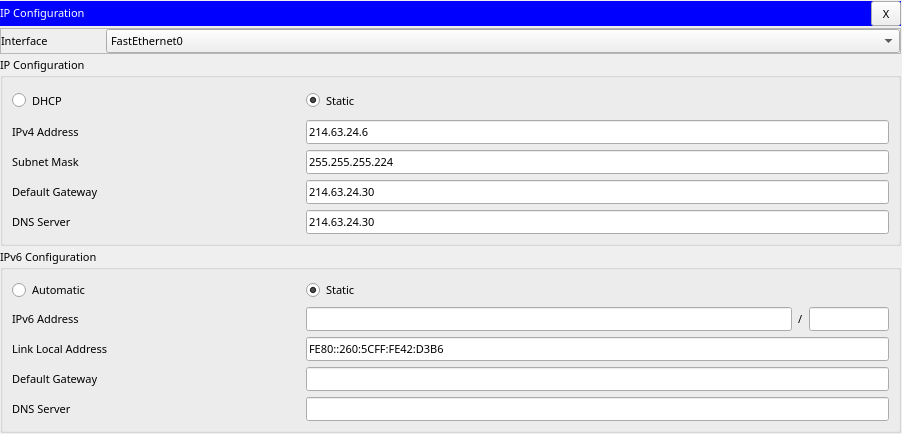 IP Configuration X
Interface FastEthernet0
IP Configuration
DHCP Static
IPv4 Address 214.63.24.6
Subnet Mask 255.255.255.224
Default Gateway 214.63.24.30
DNS Server 214.63.24.30
IPv6 Configuration
Automatic Static
IPv6 Address /
Link Local Address FE80::260:5CFF:FE42:D3B6
Default Gateway
DNS Server